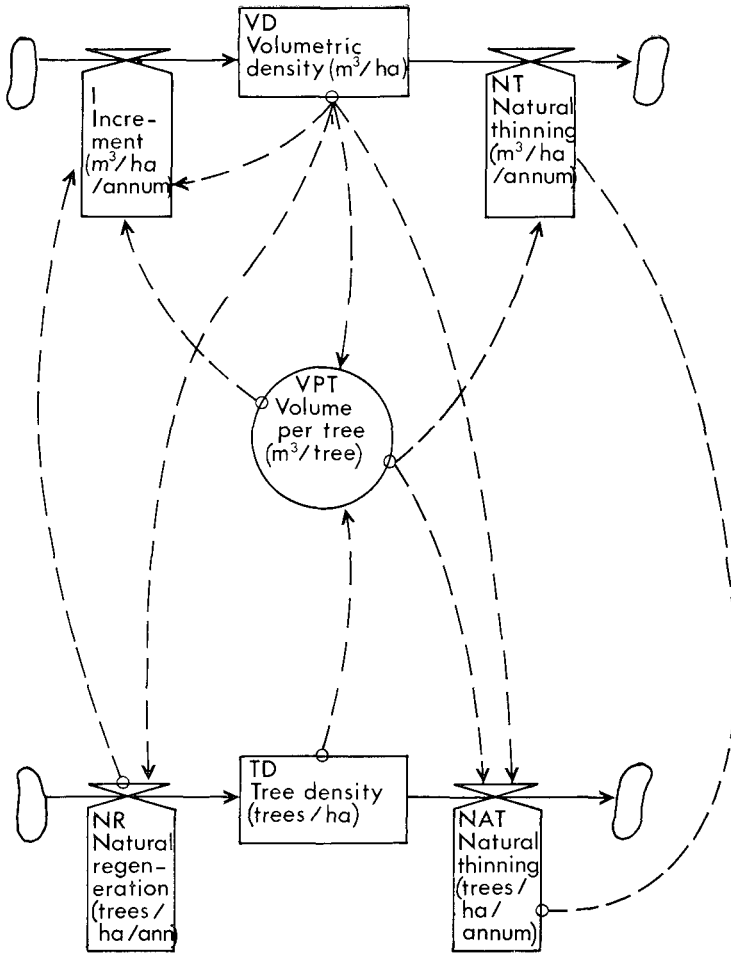 VD
Volumetric
density (m³/ha)
I
Incre-
ment
(m³/ha
/annum)
NT
Natural
thinning
(m³/ha
/annum)
VPT
Volume
per tree
(m³/tree)
TD
Tree density
(trees/ha)
NR
Natural
regen-
eration
(trees/
ha/ann)
NAT
Natural
thinning
(trees/
ha/
annum)